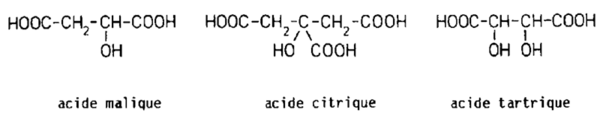 HOOC-CH2-CH-COOH
OH
acide malique
HOOC-CH2-C-CH2-COOH
HO COOH
acide citrique
HOOC-CH-CH-COOH
OH OH
acide tartrique